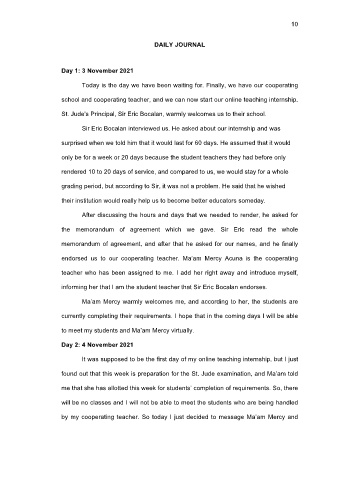 10
DAILY JOURNAL
Day 1: 3 November 2021
Today is the day we have been waiting for. Finally, we have our cooperating
school and cooperating teacher, and we can now start our online teaching internship.
St. Jude's Principal, Sir Eric Bocalan, warmly welcomes us to their school.
Sir Eric Bocalan interviewed us. He asked about our internship and was
surprised when we told him that it would last for 60 days. He assumed that it would
only be for a week or 20 days because the student teachers they had before only
rendered 10 to 20 days of service, and compared to us, we would stay for a whole
grading period, but according to Sir, it was not a problem. He said that he wished
their institution would really help us to become better educators someday.
After discussing the hours and days that we needed to render, he asked for
the memorandum of agreement which we gave. Sir Eric read the whole
memorandum of agreement, and after that he asked for our names, and he finally
endorsed us to our cooperating teacher. Ma'am Mercy Acuna is the cooperating
teacher who has been assigned to me. I add her right away and introduce myself,
informing her that I am the student teacher that Sir Eric Bocalan endorses.
Ma'am Mercy warmly welcomes me, and according to her, the students are
currently completing their requirements. I hope that in the coming days I will be able
to meet my students and Ma'am Mercy virtually.
Day 2: 4 November 2021
It was supposed to be the first day of my online teaching internship, but I just
found out that this week is preparation for the St. Jude examination, and Ma'am told
me that she has allotted this week for students' completion of requirements. So, there
will be no classes and I will not be able to meet the students who are being handled
by my cooperating teacher. So today I just decided to message Ma'am Mercy and